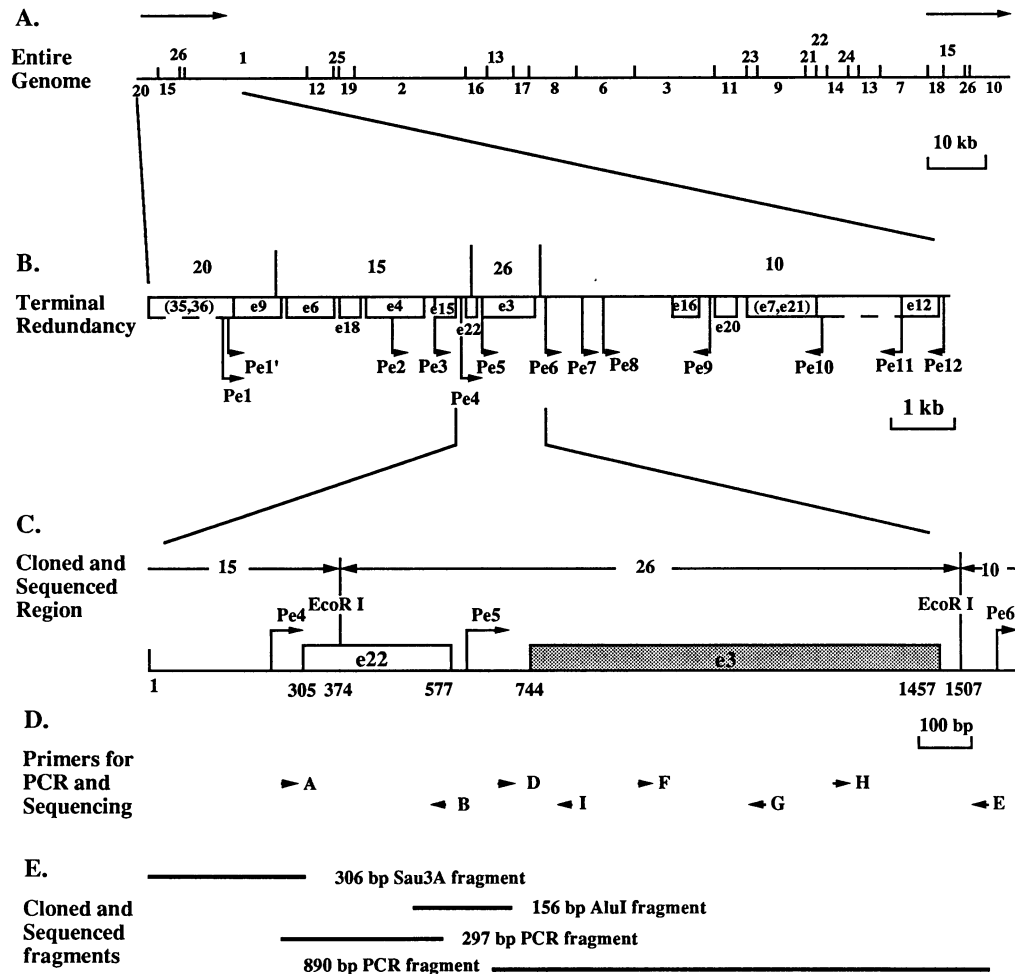 A.
Entire
Genome
26 1 25 13 23 22 21 24 15
20 15 12 19 2 16 17 8 6 3 11 9 14 13 7 18 26 10
10 kb
B.
20 15 26 10
Terminal
Redundancy
(35,36) e9 e6 e18 e4 e15 e22 e3 e16 e20 (e7,e21) e12
Pe1 Pe1' Pe2 Pe3 Pe4 Pe5 Pe6 Pe7 Pe8 Pe9 Pe10 Pe11 Pe12
1 kb
C.
Cloned and
Sequenced
Region
15 26 10
EcoR I EcoR I
Pe4 Pe5 Pe6
e22 e3
1 305 374 577 744 1457 1507
D.
100 bp
Primers for
PCR and
Sequencing
A D F H
B I G E
E.
Cloned and
Sequenced
fragments
306 bp Sau3A fragment
156 bp AluI fragment
297 bp PCR fragment
890 bp PCR fragment